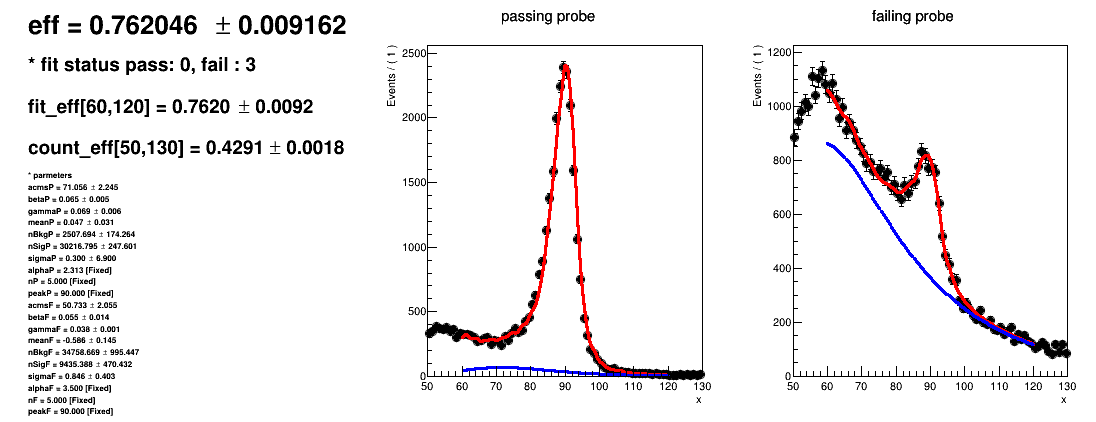 eff = 0.762046 ± 0.009162
* fit status pass: 0, fail : 3
fit_eff[60,120] = 0.7620 ± 0.0092
count_eff[50,130] = 0.4291 ± 0.0018
* parmeters
acmsP = 71.056 ± 2.245
betaP = 0.065 ± 0.005
gammaP = 0.069 ± 0.006
meanP = 0.047 ± 0.031
nBkgP = 2507.694 ± 174.264
nSigP = 30216.795 ± 247.601
sigmaP = 0.300 ± 6.900
alphaP = 2.313 [Fixed]
nP = 5.000 [Fixed]
peakP = 90.000 [Fixed]
acmsF = 50.733 ± 2.055
betaF = 0.055 ± 0.014
gammaF = 0.038 ± 0.001
meanF = -0.586 ± 0.145
nBkgF = 34758.669 ± 995.447
nSigF = 9435.388 ± 470.432
sigmaF = 0.846 ± 0.403
alphaF = 3.500 [Fixed]
nF = 5.000 [Fixed]
peakF = 90.000 [Fixed]
passing probe
Events / ( 1 )
2500
2000
1500
1000
500
0
50 60 70 80 90 100 110 120 130
x
failing probe
Events / ( 1 )
1200
1000
800
600
400
200
0
50 60 70 80 90 100 110 120 130
x